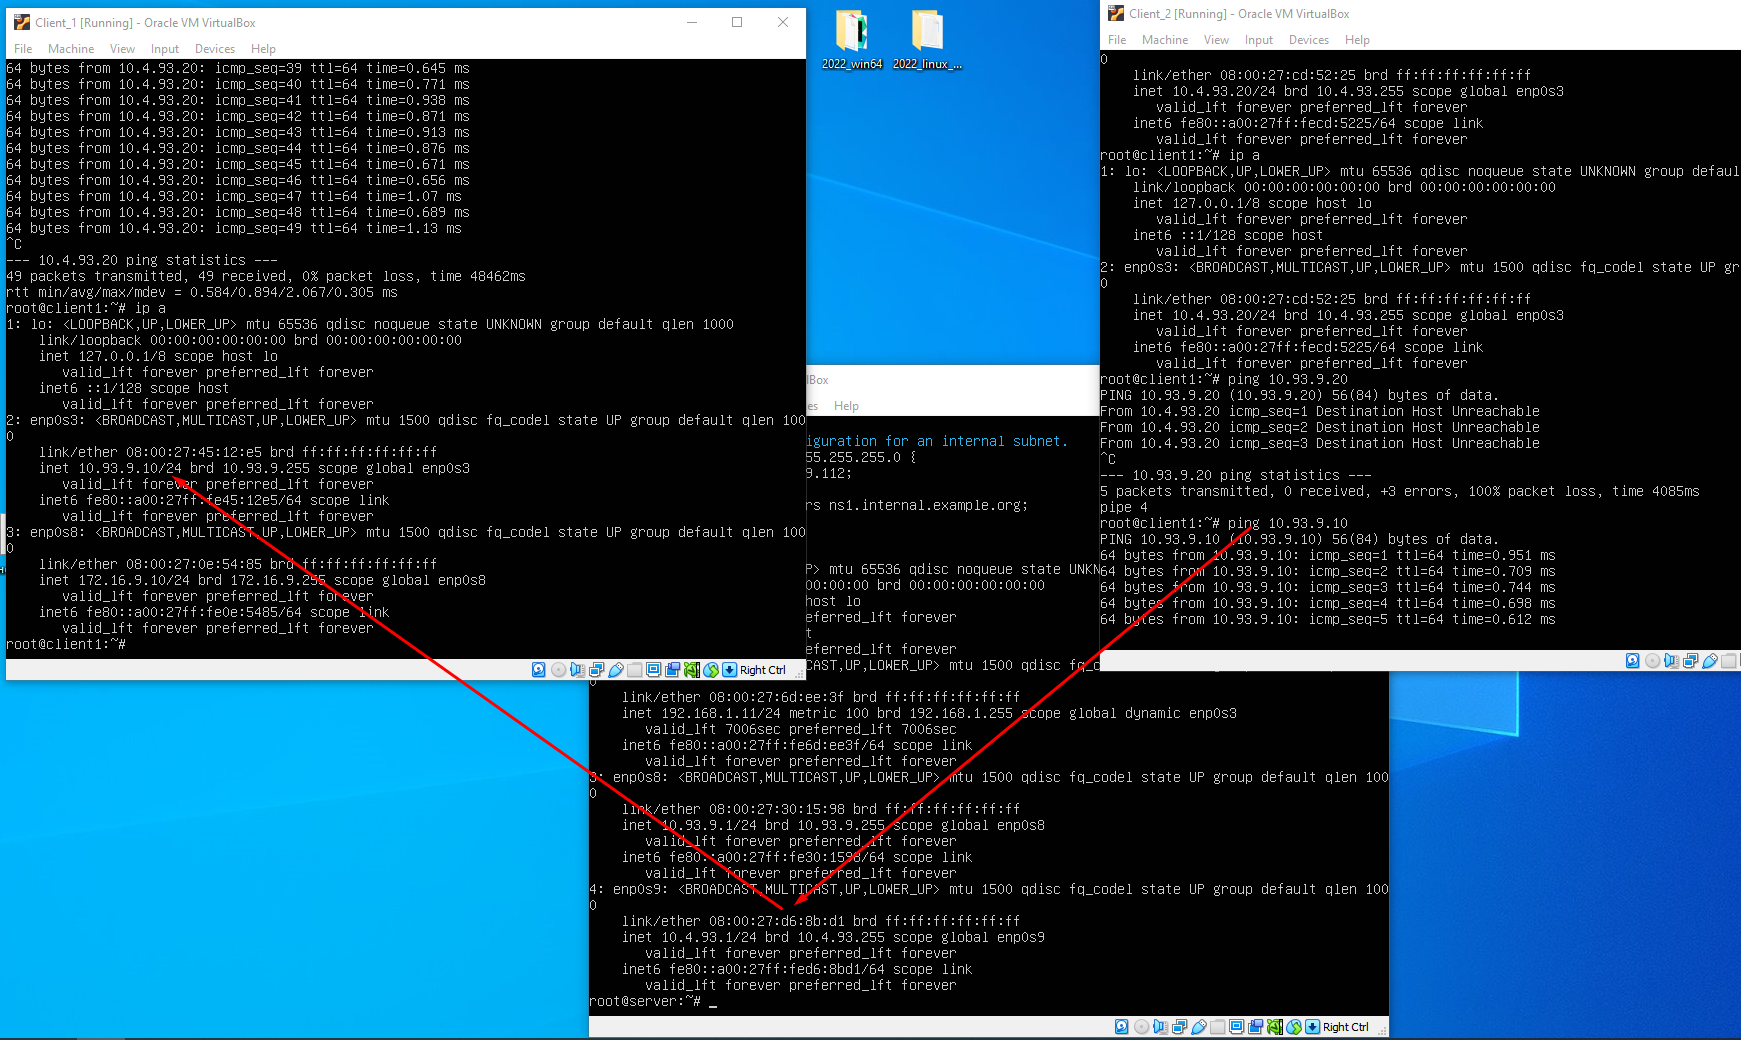 Client_1 [Running] - Oracle VM VirtualBox
File Machine View Input Devices Help
64 bytes from 10.4.93.20: icmp_seq=39 ttl=64 time=0.645 ms
64 bytes from 10.4.93.20: icmp_seq=40 ttl=64 time=0.771 ms
64 bytes from 10.4.93.20: icmp_seq=41 ttl=64 time=0.938 ms
64 bytes from 10.4.93.20: icmp_seq=42 ttl=64 time=0.871 ms
64 bytes from 10.4.93.20: icmp_seq=43 ttl=64 time=0.913 ms
64 bytes from 10.4.93.20: icmp_seq=44 ttl=64 time=0.876 ms
64 bytes from 10.4.93.20: icmp_seq=45 ttl=64 time=0.671 ms
64 bytes from 10.4.93.20: icmp_seq=46 ttl=64 time=0.656 ms
64 bytes from 10.4.93.20: icmp_seq=47 ttl=64 time=1.07 ms
64 bytes from 10.4.93.20: icmp_seq=48 ttl=64 time=0.689 ms
64 bytes from 10.4.93.20: icmp_seq=49 ttl=64 time=1.13 ms
^C
--- 10.4.93.20 ping statistics ---
49 packets transmitted, 49 received, 0% packet loss, time 48462ms
rtt min/avg/max/mdev = 0.584/0.894/2.067/0.305 ms
root@client1:~# ip a
1: lo: <LOOPBACK,UP,LOWER_UP> mtu 65536 qdisc noqueue state UNKNOWN group default qlen 1000
link/loopback 00:00:00:00:00:00 brd 00:00:00:00:00:00
inet 127.0.0.1/8 scope host lo
valid_lft forever preferred_lft forever
inet6 ::1/128 scope host
valid_lft forever preferred_lft forever
2: enp0s3: <BROADCAST,MULTICAST,UP,LOWER_UP> mtu 1500 qdisc fq_codel state UP group default qlen 100
0
link/ether 08:00:27:45:12:e5 brd ff:ff:ff:ff:ff:ff
inet 10.93.9.10/24 brd 10.93.9.255 scope global enp0s3
valid_lft forever preferred_lft forever
inet6 fe80::a00:27ff:fe45:12e5/64 scope link
valid_lft forever preferred_lft forever
3: enp0s8: <BROADCAST,MULTICAST,UP,LOWER_UP> mtu 1500 qdisc fq_codel state UP group default qlen 100
0
link/ether 08:00:27:0e:54:85 brd ff:ff:ff:ff:ff:ff
inet 172.16.9.10/24 brd 172.16.9.255 scope global enp0s8
valid_lft forever preferred_lft forever
inet6 fe80::a00:27ff:fe0e:5485/64 scope link
valid_lft forever preferred_lft forever
root@client1:~#
Right Ctrl
2022_win64 2022_linux_...
Client_2 [Running] - Oracle VM VirtualBox
File Machine View Input Devices Help
0
link/ether 08:00:27:cd:52:25 brd ff:ff:ff:ff:ff:ff
inet 10.4.93.20/24 brd 10.4.93.255 scope global enp0s3
valid_lft forever preferred_lft forever
inet6 fe80::a00:27ff:fecd:5225/64 scope link
valid_lft forever preferred_lft forever
root@client1:~# ip a
1: lo: <LOOPBACK,UP,LOWER_UP> mtu 65536 qdisc noqueue state UNKNOWN group defaul
link/loopback 00:00:00:00:00:00 brd 00:00:00:00:00:00
inet 127.0.0.1/8 scope host lo
valid_lft forever preferred_lft forever
inet6 ::1/128 scope host
valid_lft forever preferred_lft forever
2: enp0s3: <BROADCAST,MULTICAST,UP,LOWER_UP> mtu 1500 qdisc fq_codel state UP gr
0
link/ether 08:00:27:cd:52:25 brd ff:ff:ff:ff:ff:ff
inet 10.4.93.20/24 brd 10.4.93.255 scope global enp0s3
valid_lft forever preferred_lft forever
inet6 fe80::a00:27ff:fecd:5225/64 scope link
valid_lft forever preferred_lft forever
root@client1:~# ping 10.93.9.20
PING 10.93.9.20 (10.93.9.20) 56(84) bytes of data.
From 10.4.93.20 icmp_seq=1 Destination Host Unreachable
From 10.4.93.20 icmp_seq=2 Destination Host Unreachable
From 10.4.93.20 icmp_seq=3 Destination Host Unreachable
^C
--- 10.93.9.20 ping statistics ---
5 packets transmitted, 0 received, +3 errors, 100% packet loss, time 4085ms
pipe 4
root@client1:~# ping 10.93.9.10
PING 10.93.9.10 (10.93.9.10) 56(84) bytes of data.
64 bytes from 10.93.9.10: icmp_seq=1 ttl=64 time=0.951 ms
64 bytes from 10.93.9.10: icmp_seq=2 ttl=64 time=0.709 ms
64 bytes from 10.93.9.10: icmp_seq=3 ttl=64 time=0.744 ms
64 bytes from 10.93.9.10: icmp_seq=4 ttl=64 time=0.698 ms
64 bytes from 10.93.9.10: icmp_seq=5 ttl=64 time=0.612 ms
lBox
es Help
iguration for an internal subnet.
55.255.255.0 {
9.112;
rs ns1.internal.example.org;
P> mtu 65536 qdisc noqueue state UNKN
00:00:00 brd 00:00:00:00:00:00
host lo
eferred_lft forever
t
eferred_lft forever
CAST,UP,LOWER_UP> mtu 1500 qdisc fq_c
0
link/ether 08:00:27:6d:ee:3f brd ff:ff:ff:ff:ff:ff
inet 192.168.1.11/24 metric 100 brd 192.168.1.255 scope global dynamic enp0s3
valid_lft 7006sec preferred_lft 7006sec
inet6 fe80::a00:27ff:fe6d:ee3f/64 scope link
valid_lft forever preferred_lft forever
3: enp0s8: <BROADCAST,MULTICAST,UP,LOWER_UP> mtu 1500 qdisc fq_codel state UP group default qlen 100
0
link/ether 08:00:27:30:15:98 brd ff:ff:ff:ff:ff:ff
inet 10.93.9.1/24 brd 10.93.9.255 scope global enp0s8
valid_lft forever preferred_lft forever
inet6 fe80::a00:27ff:fe30:1598/64 scope link
valid_lft forever preferred_lft forever
4: enp0s9: <BROADCAST,MULTICAST,UP,LOWER_UP> mtu 1500 qdisc fq_codel state UP group default qlen 100
0
link/ether 08:00:27:d6:8b:d1 brd ff:ff:ff:ff:ff:ff
inet 10.4.93.1/24 brd 10.4.93.255 scope global enp0s9
valid_lft forever preferred_lft forever
inet6 fe80::a00:27ff:fed6:8bd1/64 scope link
valid_lft forever preferred_lft forever
root@server:~# _
Right Ctrl